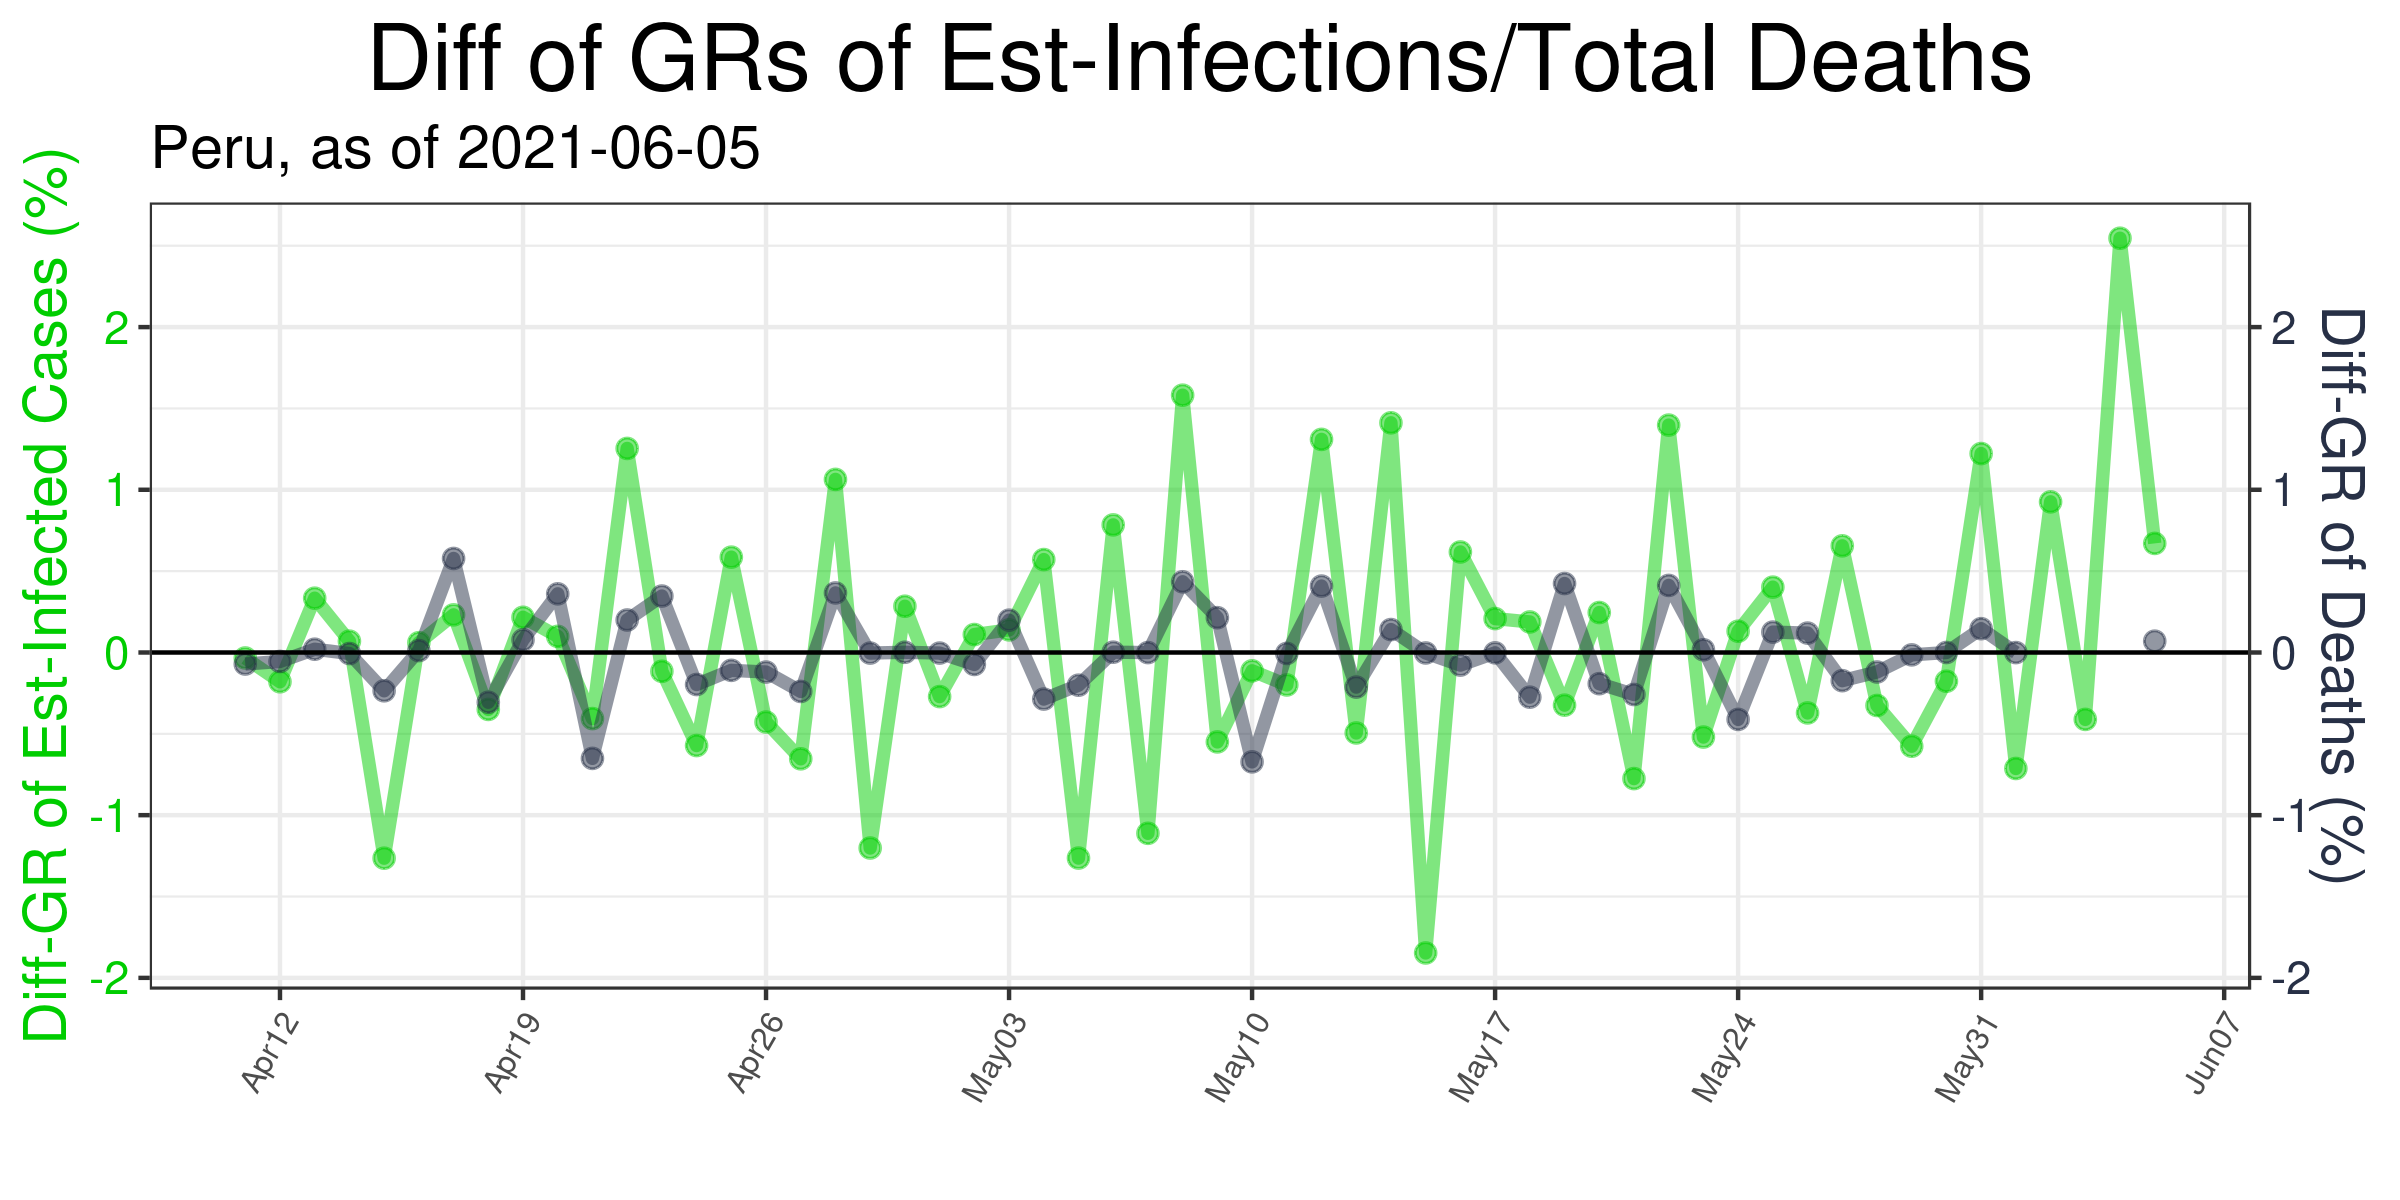 Diff of GRs of Est-Infections/Total Deaths
Peru, as of 2021-06-05
Diff-GR of Est-Infected Cases (%)
2
1
0
-1
-2
2
1
0
-1
-2
Diff-GR of Deaths (%)
Apr12
Apr19
Apr26
May03
May10
May17
May24
May31
Jun07